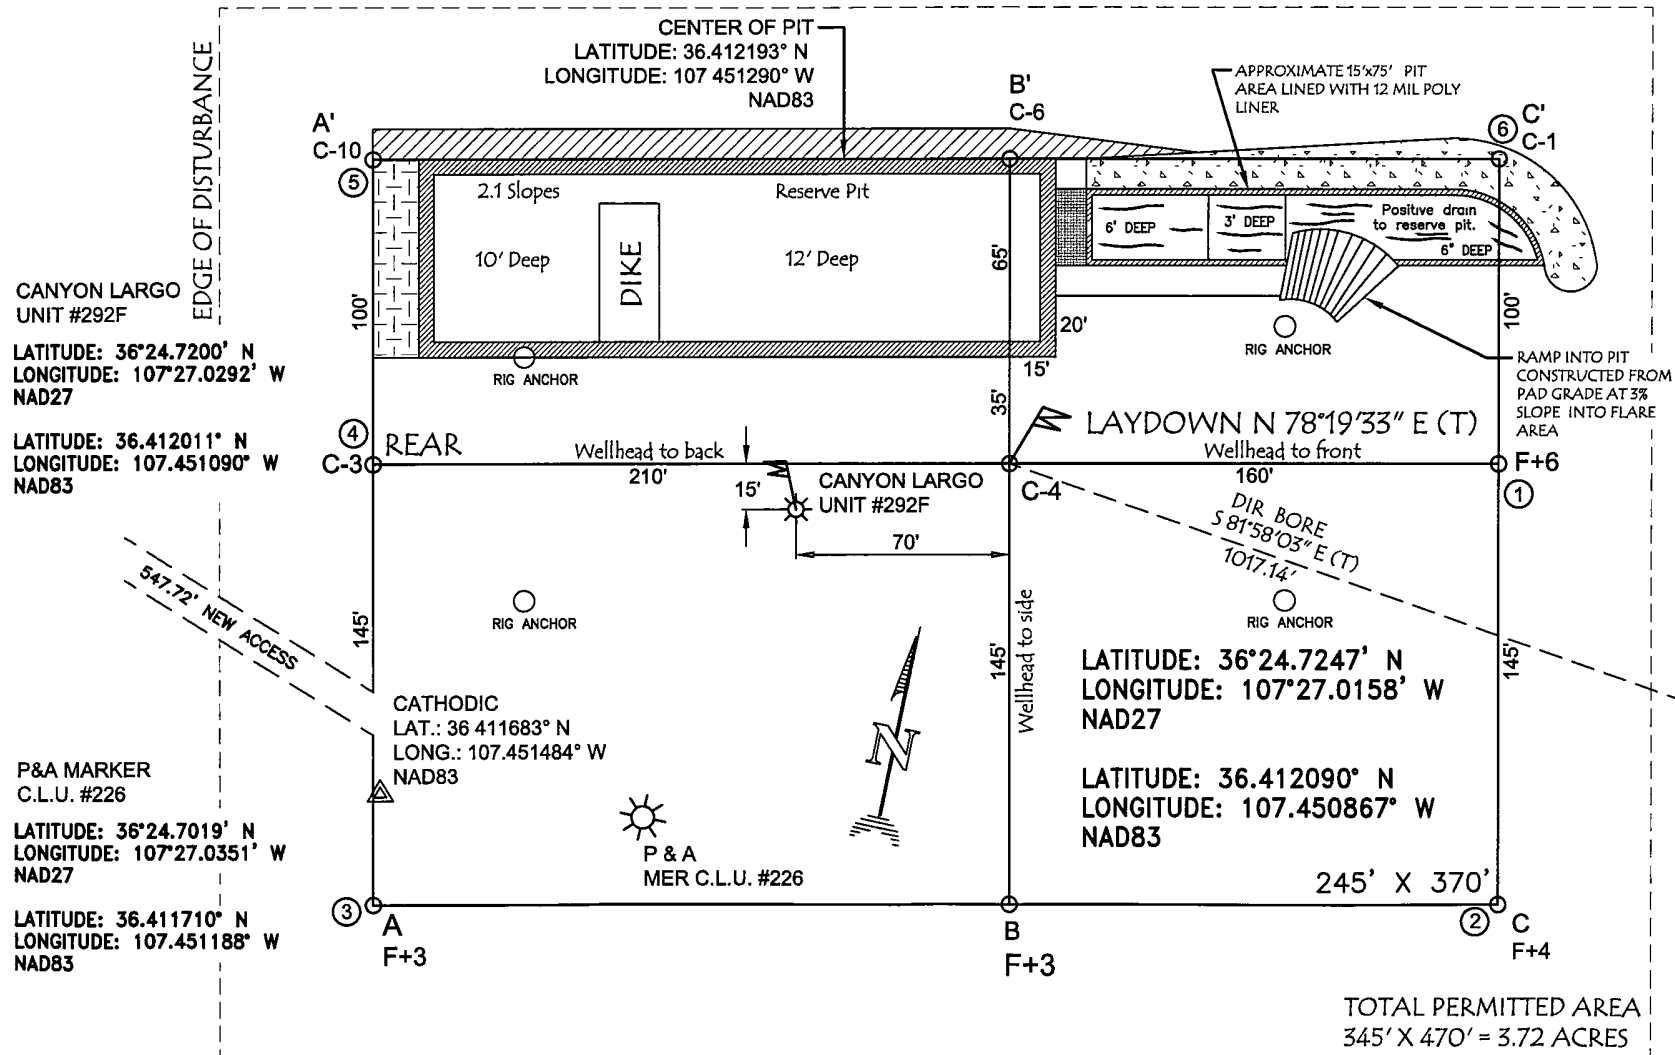 CENTER OF PIT
LATITUDE: 36.412193° N
LONGITUDE: 107 451290° W
NAD83
APPROXIMATE 15'x75' PIT
AREA LINED WITH 12 MIL POLY
LINER
EDGE OF DISTURBANCE
A'
C-10
5
B'
C-6
6
C'
C-1
2.1 Slopes
Reserve Pit
10' Deep
DIKE
12' Deep
6' DEEP
3' DEEP
Positive drain
to reserve pit.
6" DEEP
65'
100'
100'
20'
15'
35'
RIG ANCHOR
RIG ANCHOR
RAMP INTO PIT
CONSTRUCTED FROM
PAD GRADE AT 3%
SLOPE INTO FLARE
AREA
CANYON LARGO
UNIT #292F
LATITUDE: 36°24.7200' N
LONGITUDE: 107°27.0292' W
NAD27
LATITUDE: 36.412011° N
LONGITUDE: 107.451090° W
NAD83
4
C-3
REAR
Wellhead to back
210'
LAYDOWN N 78°19'33" E (T)
Wellhead to front
160'
F+6
1
C-4
15'
CANYON LARGO
UNIT #292F
70'
DIR BORE
S 81°58'03" E (T)
1017.14'
547.72' NEW ACCESS
145'
RIG ANCHOR
RIG ANCHOR
145'
Wellhead to side
145'
N
LATITUDE: 36°24.7247' N
LONGITUDE: 107°27.0158' W
NAD27
LATITUDE: 36.412090° N
LONGITUDE: 107.450867° W
NAD83
CATHODIC
LAT.: 36 411683° N
LONG.: 107.451484° W
NAD83
P&A MARKER
C.L.U. #226
LATITUDE: 36°24.7019' N
LONGITUDE: 107°27.0351' W
NAD27
LATITUDE: 36.411710° N
LONGITUDE: 107.451188° W
NAD83
P & A
MER C.L.U. #226
245' X 370'
3
A
F+3
B
F+3
2
C
F+4
TOTAL PERMITTED AREA
345' X 470' = 3.72 ACRES